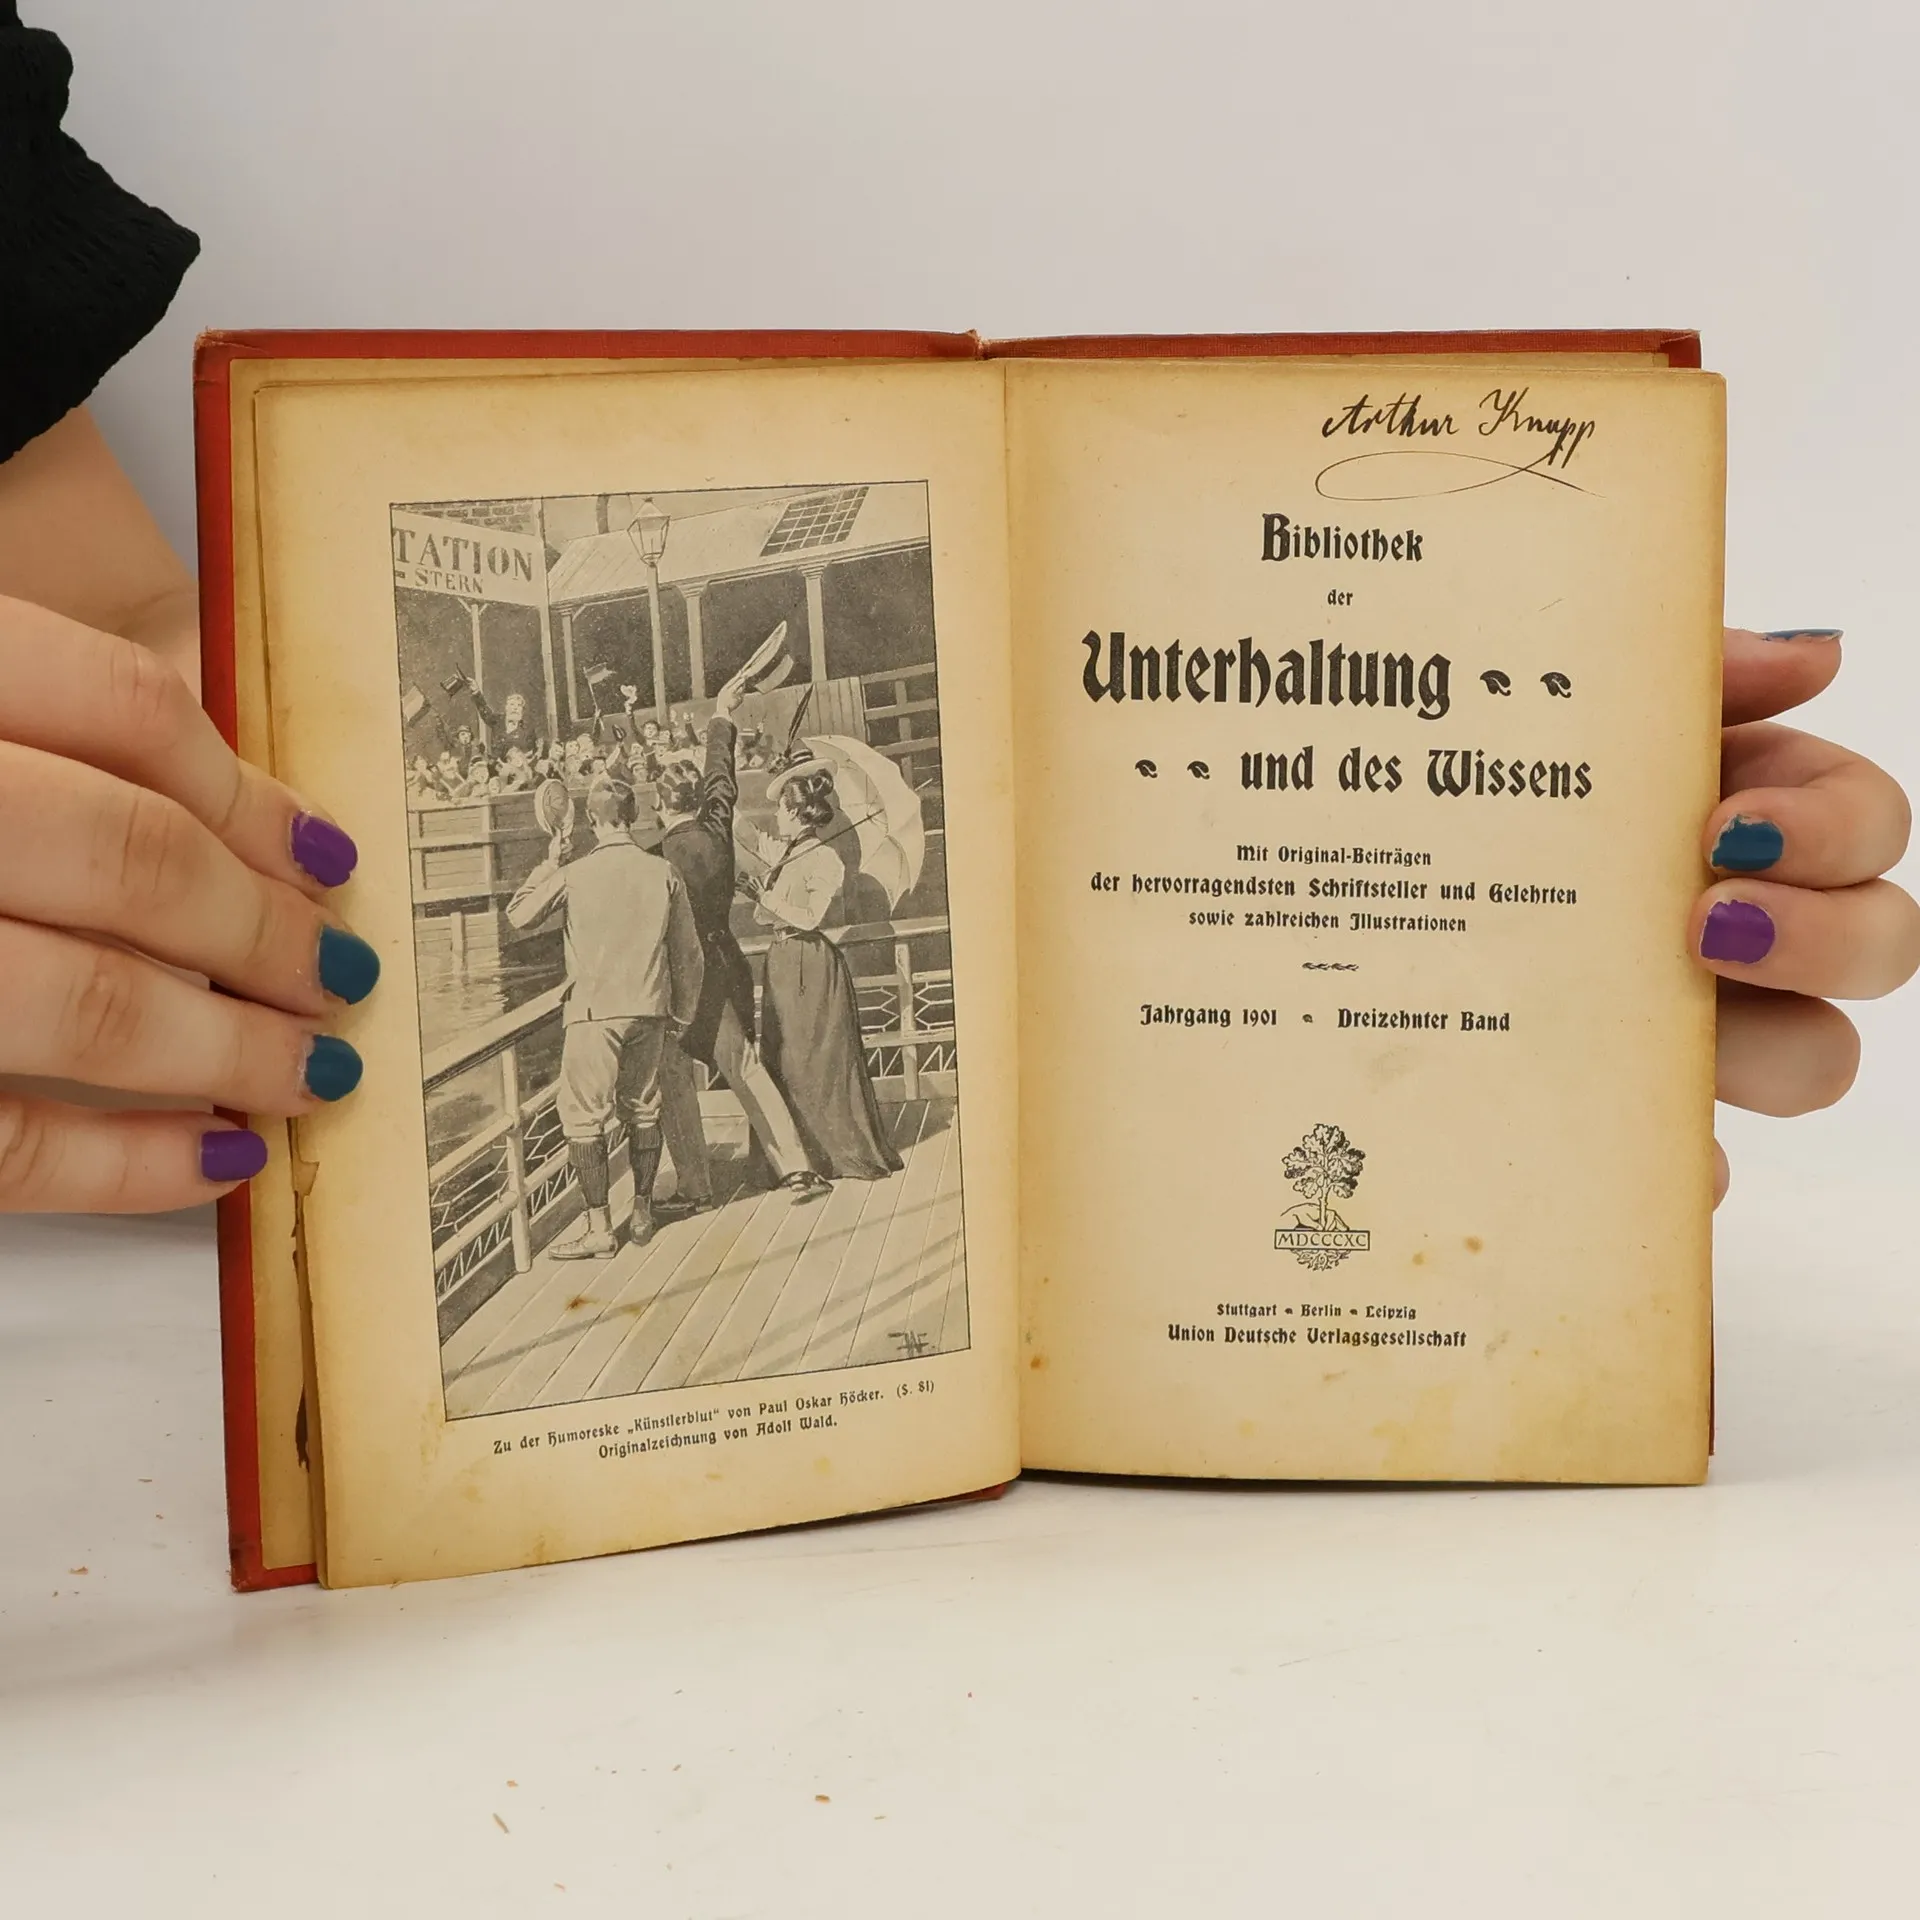 TATION
STERN
Zu der Humoreske „Künstlerblut“ von Paul Oskar Höcker. (S. 81)
Originalzeichnung von Adolf Wald.
Arthur Knapp
Bibliothek
der
Unterhaltung
und des Wissens
Mit Original-Beiträgen
der hervorragendsten Schriftsteller und Gelehrten
sowie zahlreichen Illustrationen
Jahrgang 1901 Dreizehnter Band
MDCCCXC
Stuttgart Berlin Leipzig
Union Deutsche Verlagsgesellschaft